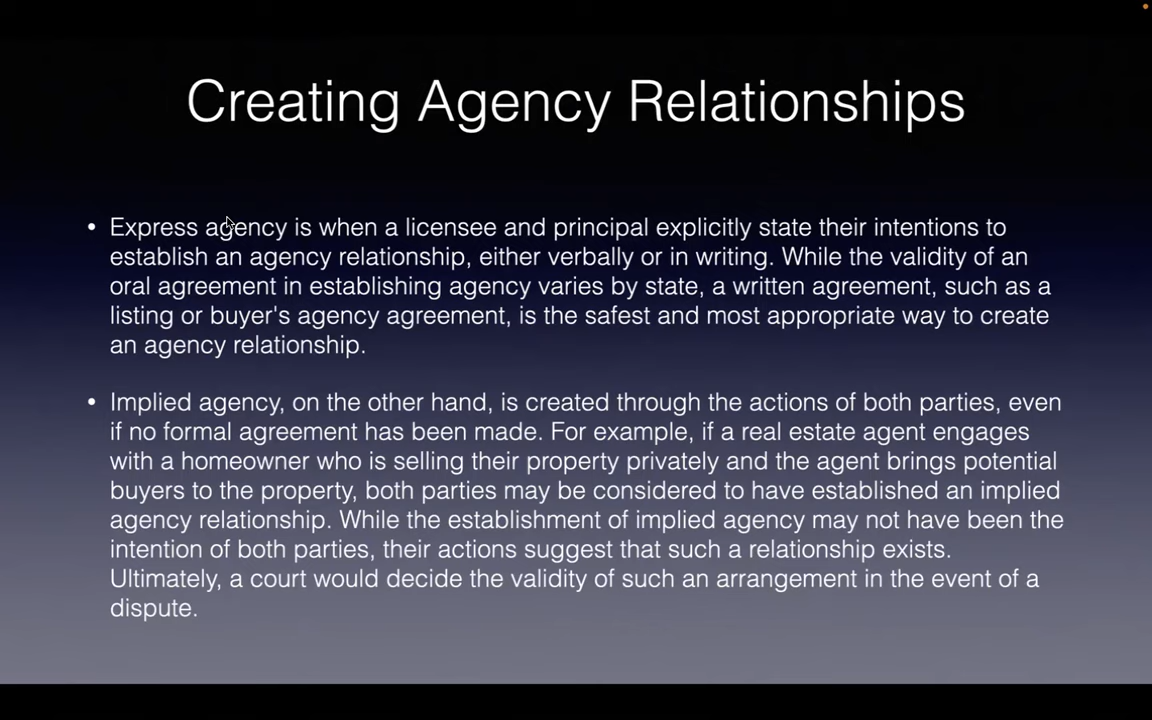 Creating Agency Relationships
• Express agency is when a licensee and principal explicitly state their intentions to
establish an agency relationship, either verbally or in writing. While the validity of an
oral agreement in establishing agency varies by state, a written agreement, such as a
listing or buyer's agency agreement, is the safest and most appropriate way to create
an agency relationship.
• Implied agency, on the other hand, is created through the actions of both parties, even
if no formal agreement has been made. For example, if a real estate agent engages
with a homeowner who is selling their property privately and the agent brings potential
buyers to the property, both parties may be considered to have established an implied
agency relationship. While the establishment of implied agency may not have been the
intention of both parties, their actions suggest that such a relationship exists.
Ultimately, a court would decide the validity of such an arrangement in the event of a
dispute.